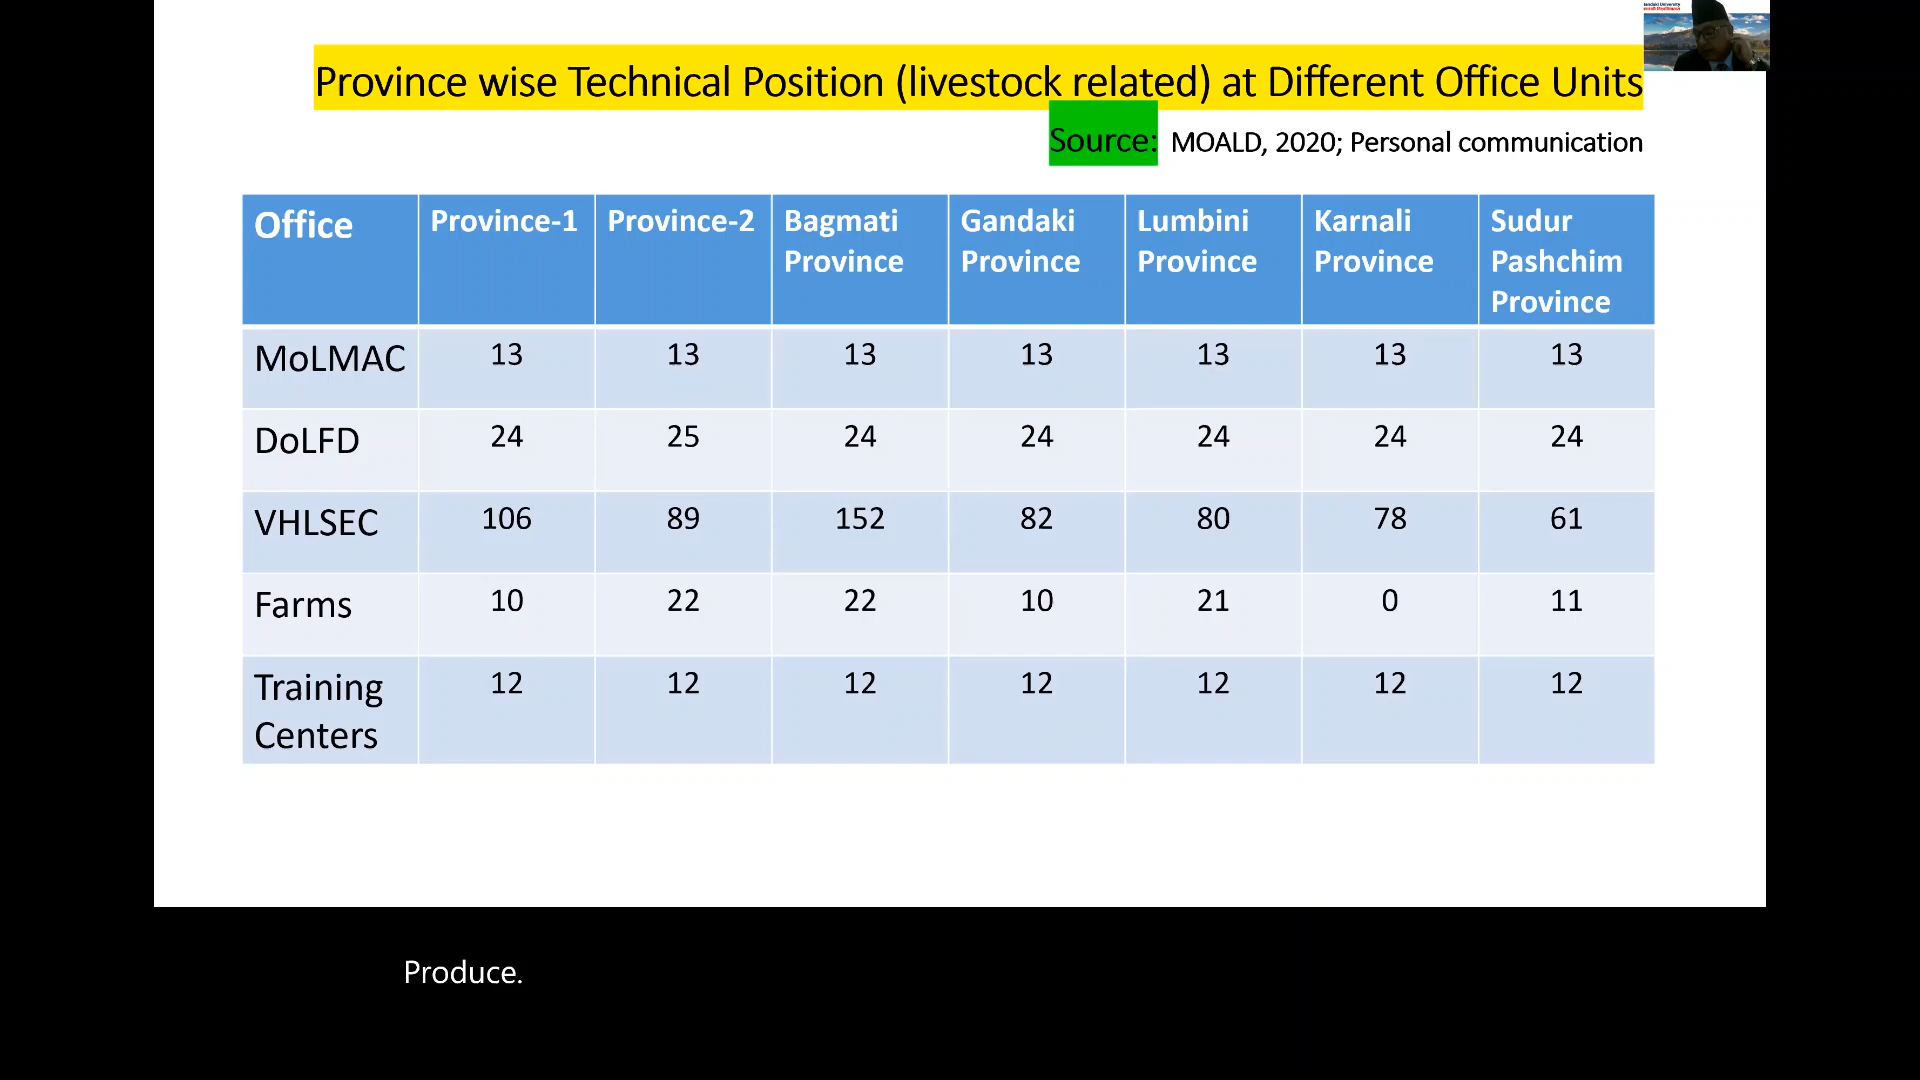 Province wise Technical Position (livestock related) at Different Office Units
Source: MOALD, 2020; Personal communication
Office Province-1 Province-2 Bagmati Province Gandaki Province Lumbini Province Karnali Province Sudur Pashchim Province
MoLMAC 13 13 13 13 13 13 13
DoLFD 24 25 24 24 24 24 24
VHLSEC 106 89 152 82 80 78 61
Farms 10 22 22 10 21 0 11
Training Centers 12 12 12 12 12 12 12
Produce.